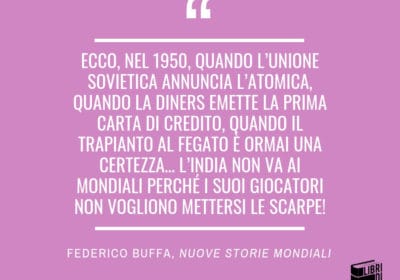 “
ECCO, NEL 1950, QUANDO L’UNIONE
SOVIETICA ANNUNCIA L’ATOMICA,
QUANDO LA DINERS EMETTE LA PRIMA
CARTA DI CREDITO, QUANDO IL
TRAPIANTO AL FEGATO È ORMAI UNA
CERTEZZA... L’INDIA NON VA AI
MONDIALI PERCHÉ I SUOI GIOCATORI
NON VOGLIONO METTERSI LE SCARPE!
FEDERICO BUFFA, NUOVE STORIE MONDIALI
LIBRI DI